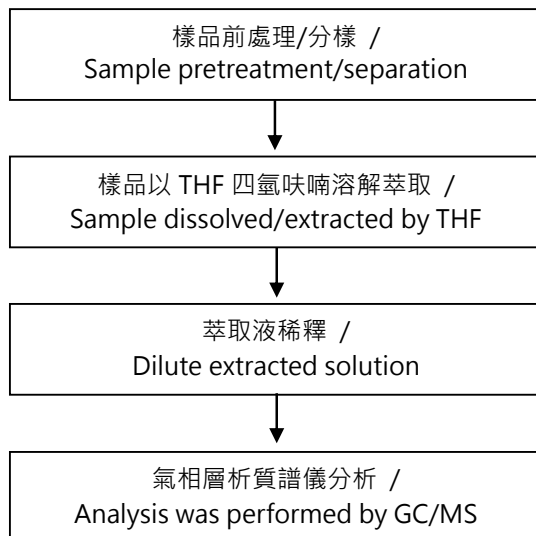 樣品前處理/分樣 /
Sample pretreatment/separation
樣品以 THF 四氫呋喃溶解萃取 /
Sample dissolved/extracted by THF
萃取液稀釋 /
Dilute extracted solution
氣相層析質譜儀分析 /
Analysis was performed by GC/MS